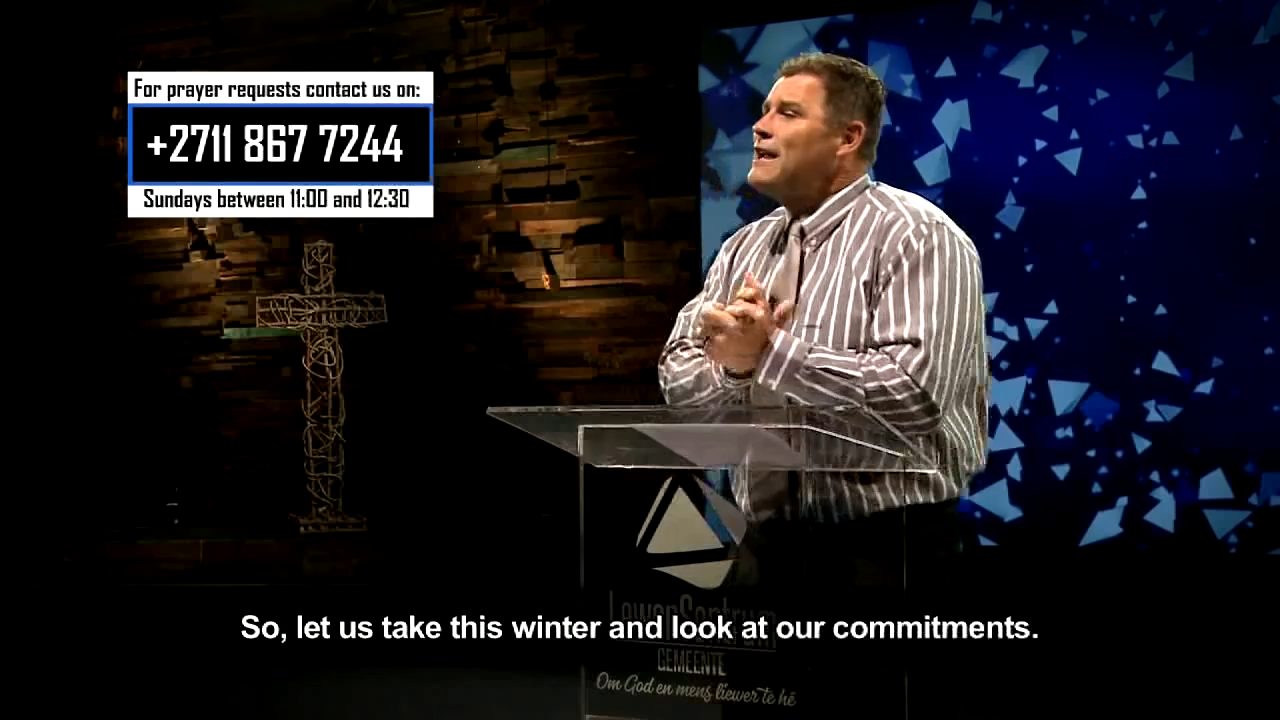 For prayer requests contact us on:
+2711 867 7244
Sundays between 11:00 and 12:30
So, let us take this winter and look at our commitments.
LewenSentrum
GEMEENTE
Om God en mens liewer te hê